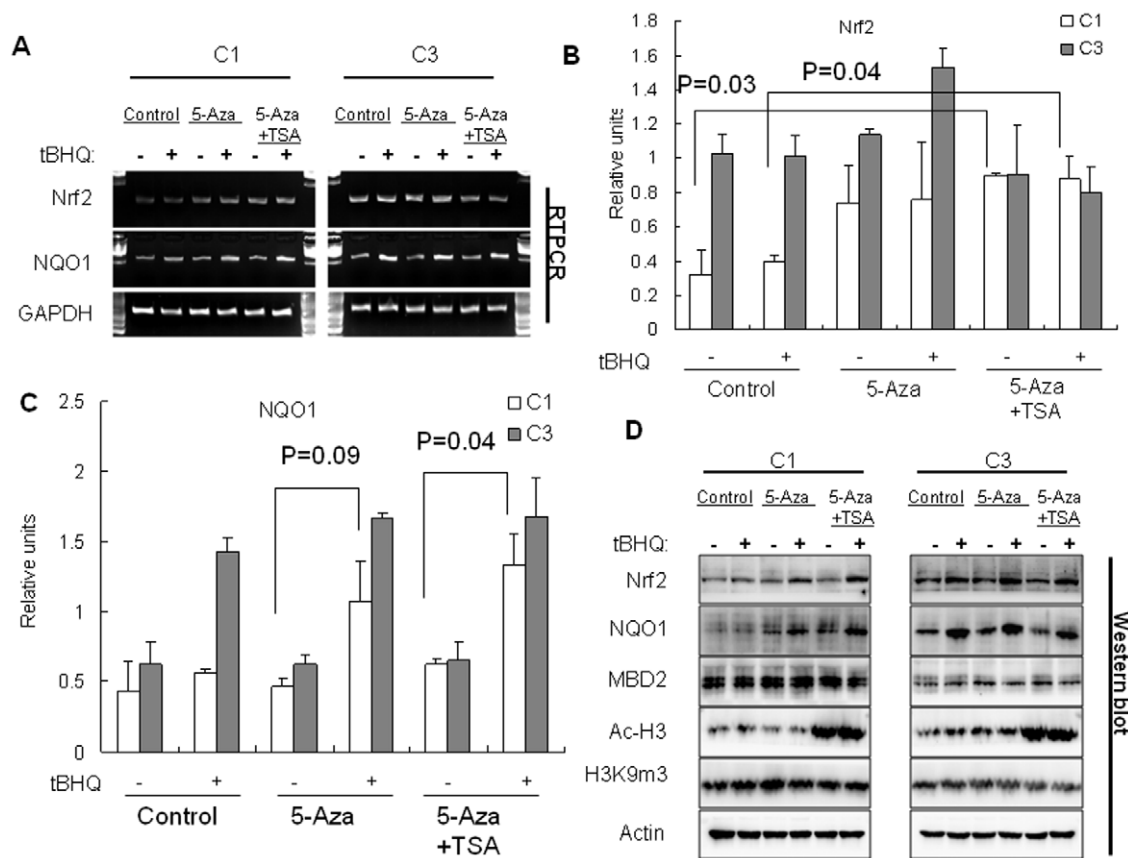 A
C1
C3
Control
5-Aza
5-Aza
+TSA
Control
5-Aza
5-Aza
+TSA
tBHQ:
-
+
-
+
-
+
-
+
-
+
-
+
Nrf2
NQO1
GAPDH
RTPCR
B
Nrf2
C1
C3
P=0.03
P=0.04
Relative units
1.8
1.6
1.4
1.2
1
0.8
0.6
0.4
0.2
0
tBHQ
-
+
-
+
-
+
Control
5-Aza
5-Aza
+TSA
C
NQO1
C1
C3
P=0.09
P=0.04
Relative units
2.5
2
1.5
1
0.5
0
tBHQ
-
+
-
+
-
+
Control
5-Aza
5-Aza
+TSA
D
C1
C3
Control
5-Aza
5-Aza
+TSA
Control
5-Aza
5-Aza
+TSA
tBHQ:
-
+
-
+
-
+
-
+
-
+
-
+
Nrf2
NQO1
MBD2
Ac-H3
H3K9m3
Actin
Western blot